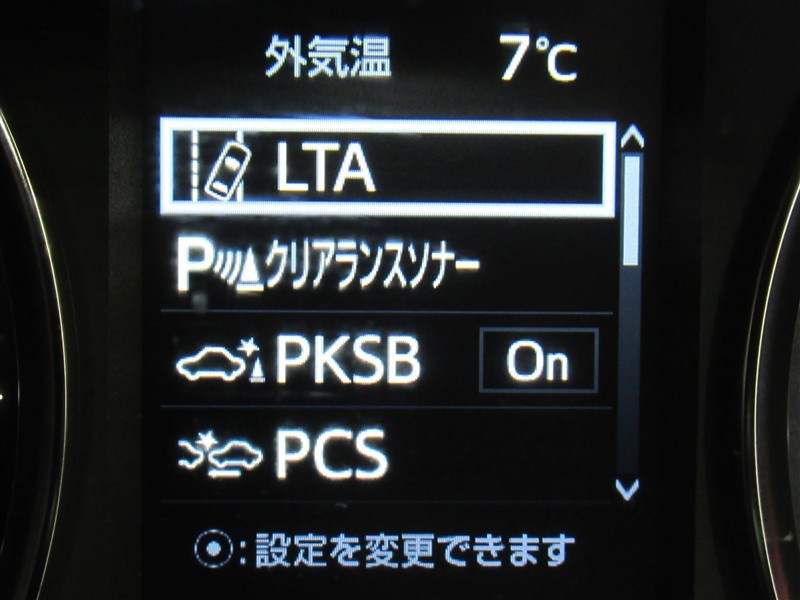 外気温 7℃
LTA
Pクリアランスソナー
PKSB On
PCS
:設定を変更できます